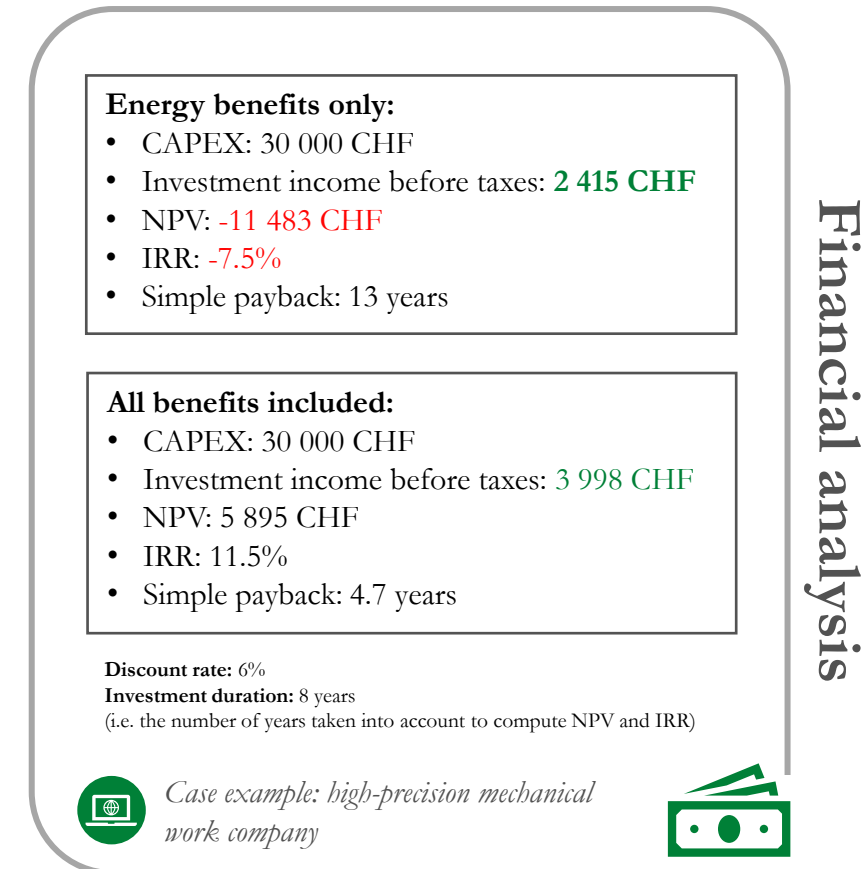 Energy benefits only:
• CAPEX: 30 000 CHF
• Investment income before taxes: 2 415 CHF
• NPV: -11 483 CHF
• IRR: -7.5%
• Simple payback: 13 years
All benefits included:
• CAPEX: 30 000 CHF
• Investment income before taxes: 3 998 CHF
• NPV: 5 895 CHF
• IRR: 11.5%
• Simple payback: 4.7 years
Discount rate: 6%
Investment duration: 8 years
(i.e. the number of years taken into account to compute NPV and IRR)
Case example: high-precision mechanical
work company
Financial analysis